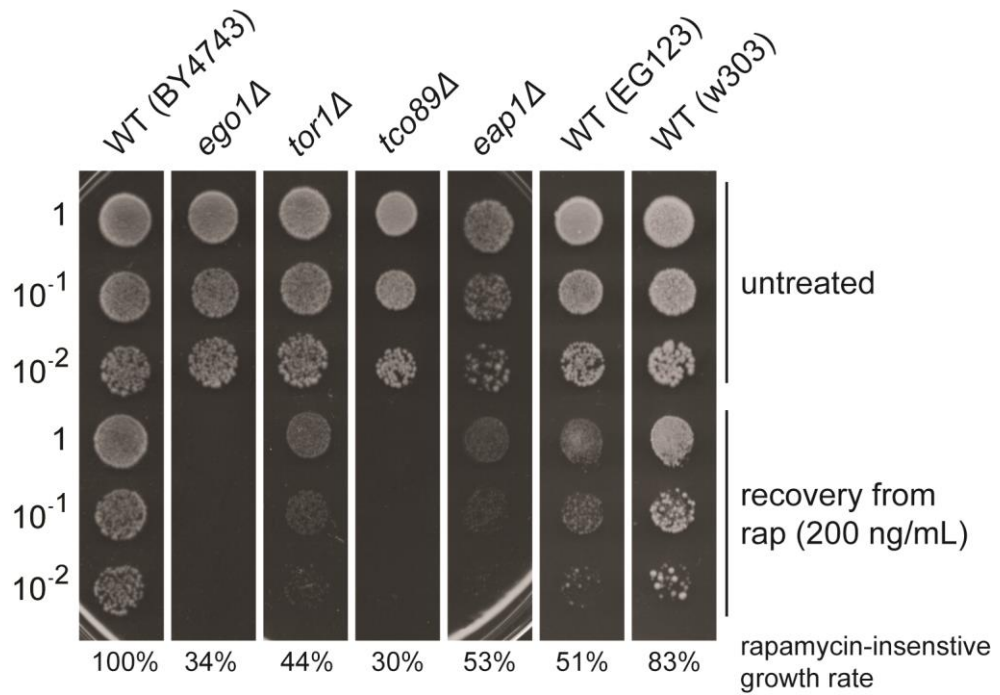 WT (BY4743) ego1Δ tor1Δ tco89Δ eap1Δ WT (EG123) WT (w303)
1
10⁻¹
10⁻²
untreated
1
10⁻¹
10⁻²
recovery from
rap (200 ng/mL)
100% 34% 44% 30% 53% 51% 83%
rapamycin-insenstive
growth rate